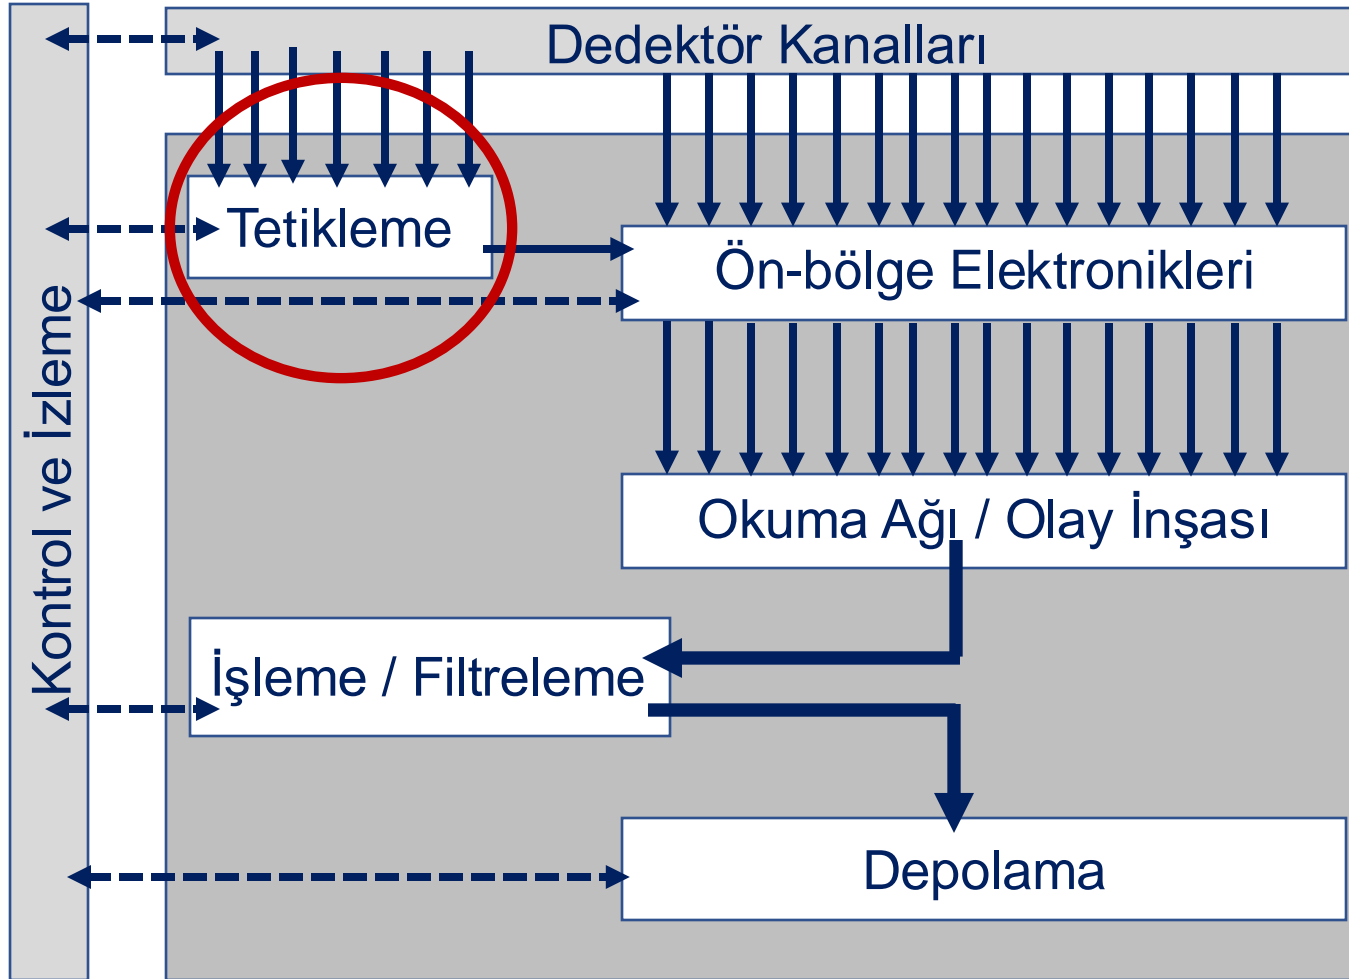 Dedektör Kanalları
Tetikleme
Ön-bölge Elektronikleri
Kontrol ve İzleme
Okuma Ağı / Olay İnşası
İşleme / Filtreleme
Depolama